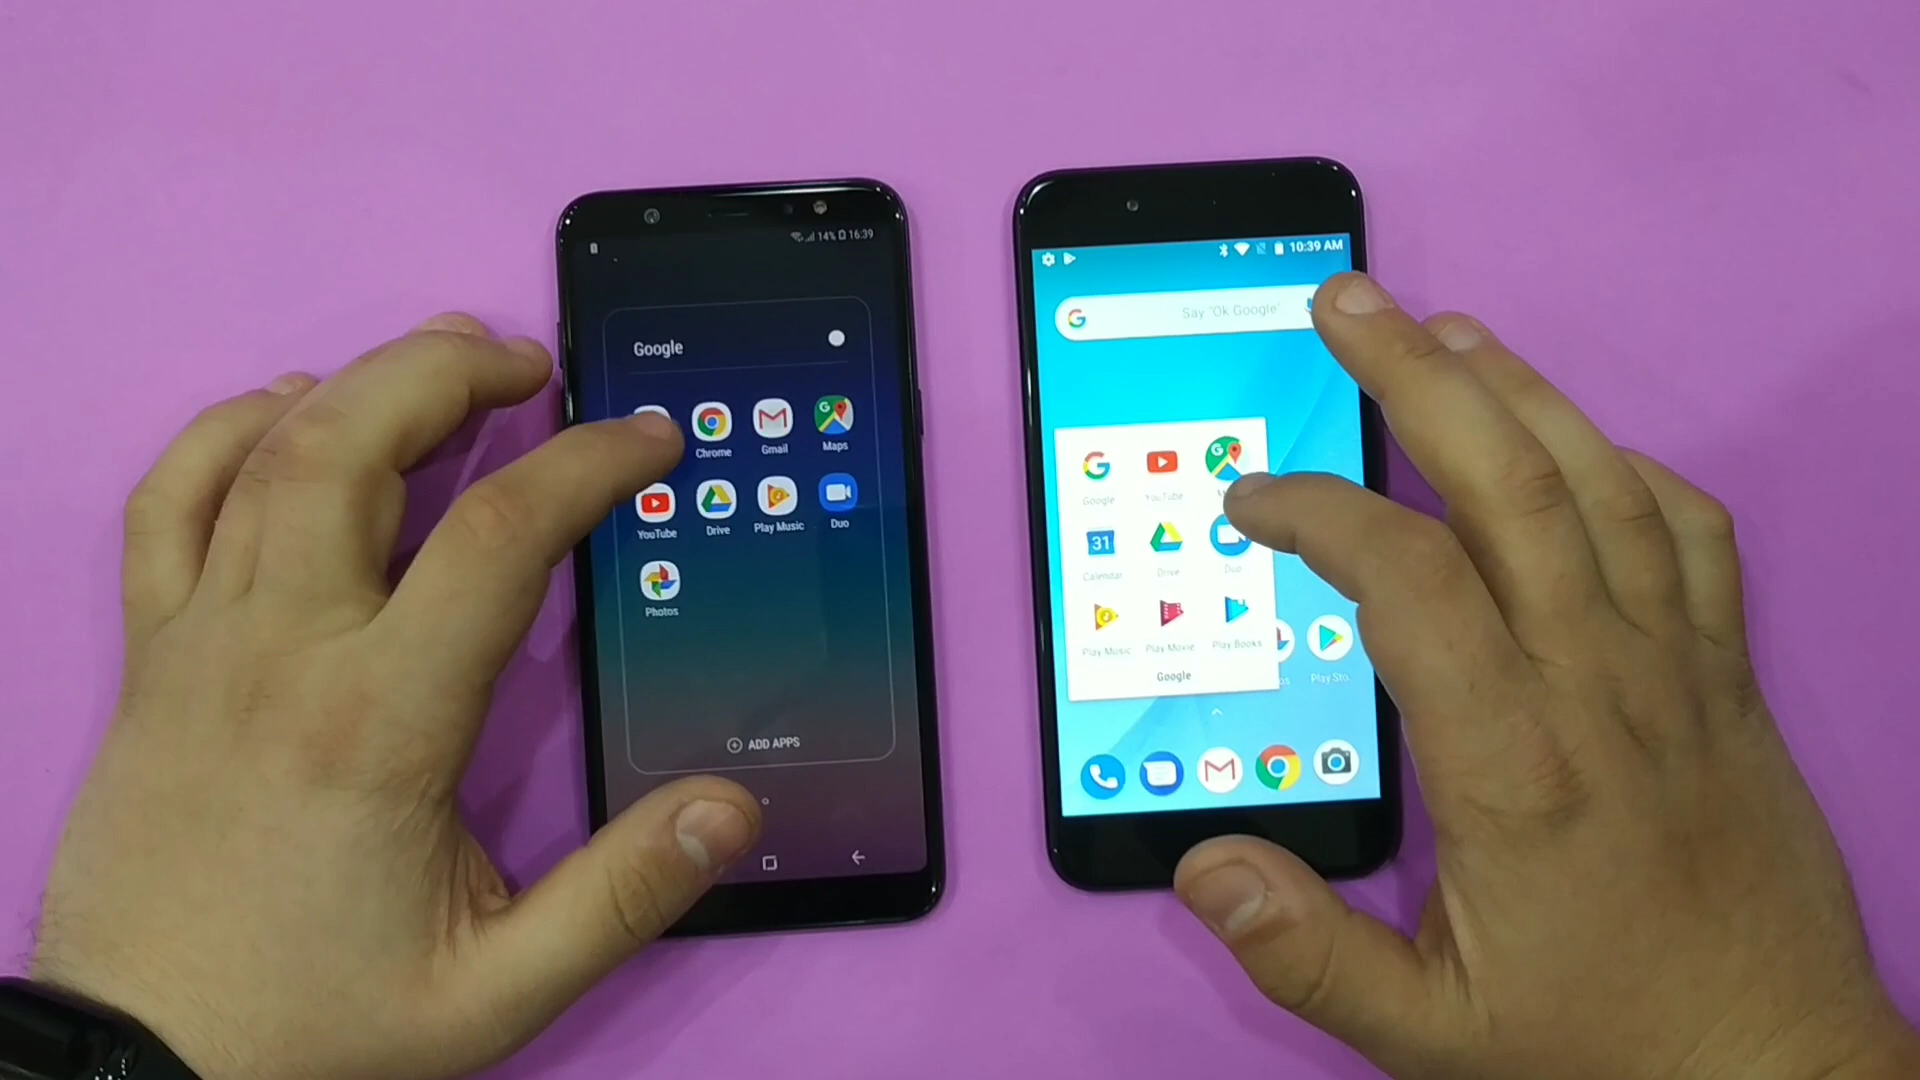 14% 16:39
Google
Chrome Gmail Maps
YouTube Drive Play Music Duo
Photos
ADD APPS
10:39 AM
G Say "Ok Google"
Google YouTube
31
Calendar Drive Duo
Play Music Play Movie Play Books
Google
Play Sto